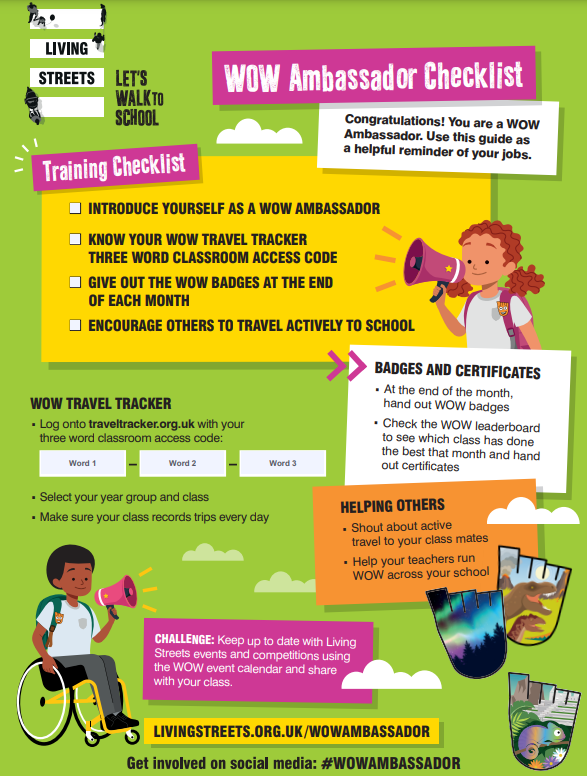 LIVING
STREETS
LET'S
WALK TO
SCHOOL
WOW Ambassador Checklist
Congratulations! You are a WOW
Ambassador. Use this guide as
a helpful reminder of your jobs.
Training Checklist
INTRODUCE YOURSELF AS A WOW AMBASSADOR
KNOW YOUR WOW TRAVEL TRACKER
THREE WORD CLASSROOM ACCESS CODE
GIVE OUT THE WOW BADGES AT THE END
OF EACH MONTH
ENCOURAGE OTHERS TO TRAVEL ACTIVELY TO SCHOOL
BADGES AND CERTIFICATES
• At the end of the month,
hand out WOW badges
• Check the WOW leaderboard
to see which class has done
the best that month and hand
out certificates
WOW TRAVEL TRACKER
• Log onto traveltracker.org.uk with your
three word classroom access code:
Word 1 – Word 2 – Word 3
• Select your year group and class
• Make sure your class records trips every day
HELPING OTHERS
• Shout about active
travel to your class mates
• Help your teachers run
WOW across your school
CHALLENGE: Keep up to date with Living
Streets events and competitions using
the WOW event calendar and share
with your class.
LIVINGSTREETS.ORG.UK/WOWAMBASSADOR
Get involved on social media: #WOWAMBASSADOR